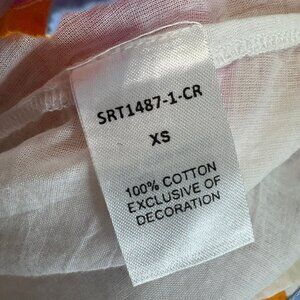 SRT1487-1-CR
XS
100% COTTON
EXCLUSIVE OF
DECORATION